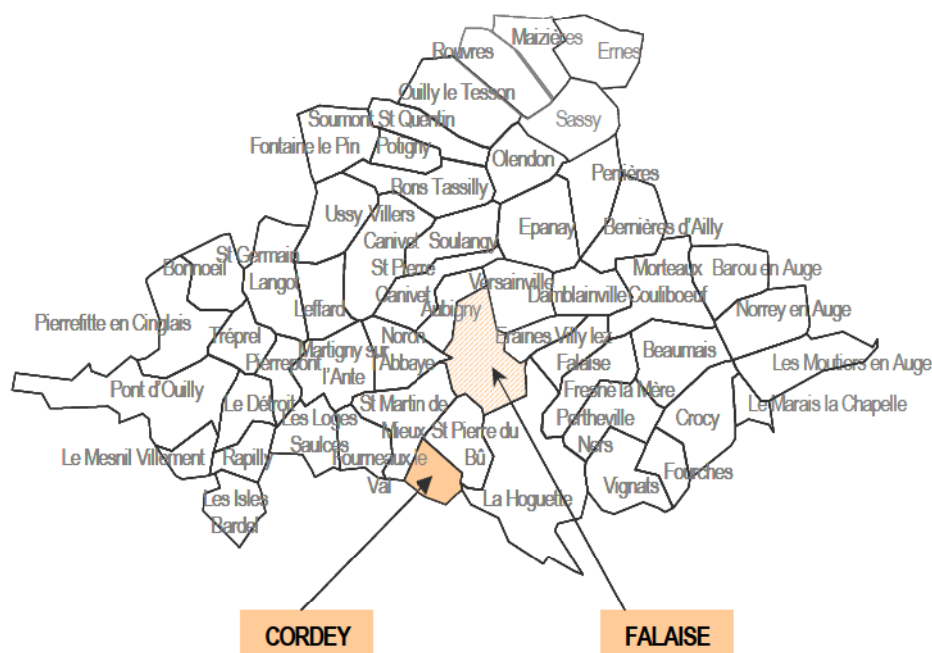 Maizières
Ernes
Rouvres
Ouilly le Tesson
Soumont St Quentin
Sassy
Fontaine le Pin
Potigny
Olendon
Perrières
Bons Tassilly
Ussy
Villers
Canivet
Soulangy
Epanay
Bernières d'Ailly
St Germain
Langot
Bonnoeil
St Pierre
Canivet
Versainville
Morteaux
Couliboeuf
Barou en Auge
Damblainville
Leffard
Aubigny
Norrey en Auge
Pierrefitte en Cinglais
Tréprel
Noron
l'Abbaye
Eraines
Villy lez
Falaise
Pierrepont
Martigny sur
l'Ante
Beaumais
Les Moutiers en Auge
Pont d'Ouilly
Le Détroit
Fresné la Mère
Le Marais la Chapelle
Les Loges
Saulces
St Martin de
Mieux
St Pierre du
Bû
Pertheville
Ners
Crocy
Le Mesnil Villement
Rapilly
Fourneaux le
Val
Fourches
Les Isles
Bardel
La Hoguette
Vignats
CORDEY
FALAISE